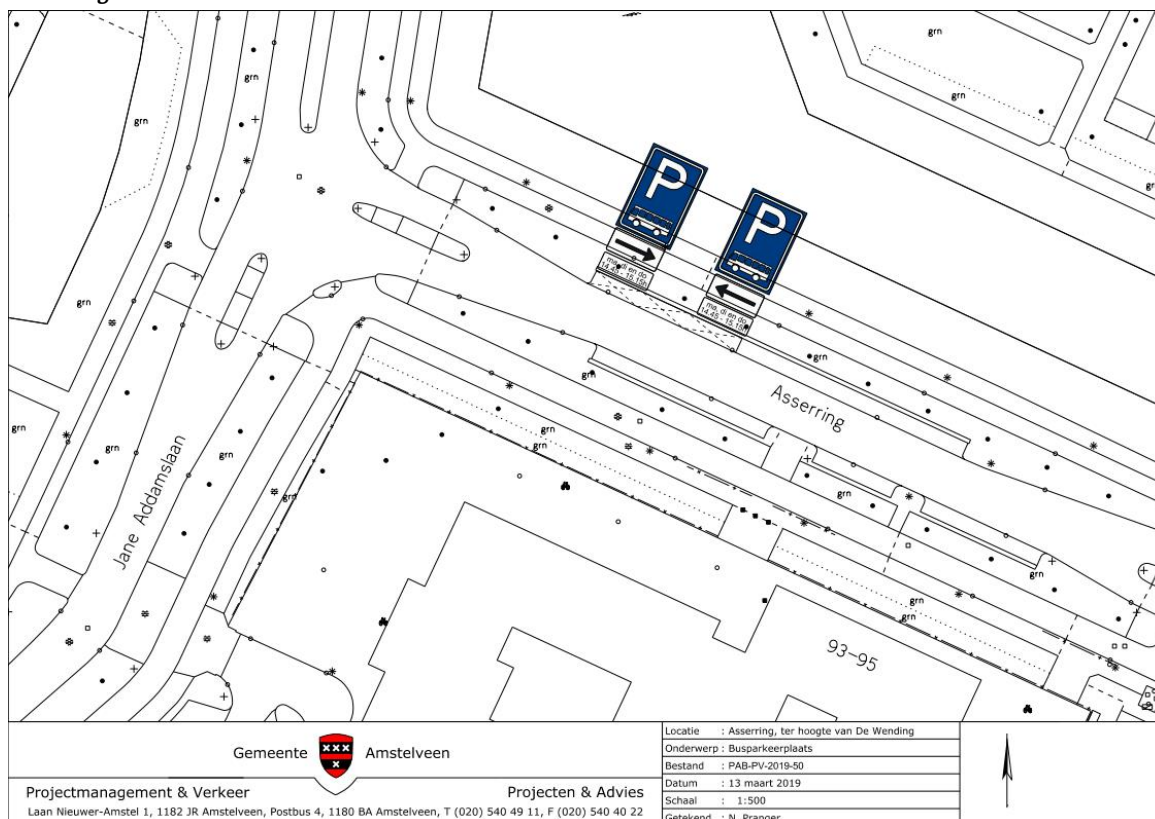 grn
grn
grn
grn
grn
grn
grn
P
ma, di en do
14.45 - 15.15h
P
ma, di en do
14.45 - 15.15h
grn
grn
Asserring
grn
grn
grn
grn
grn
grn
grn
Jane Addamslaan
grn
grn
93-95
Gemeente Amstelveen
Projectmanagement & Verkeer
Projecten & Advies
Laan Nieuwer-Amstel 1, 1182 JR Amstelveen, Postbus 4, 1180 BA Amstelveen, T (020) 540 49 11, F (020) 540 40 22
Locatie : Asserring, ter hoogte van De Wending
Onderwerp : Busparkeerplaats
Bestand : PAB-PV-2019-50
Datum : 13 maart 2019
Schaal : 1:500
Getekend : N. Pranger